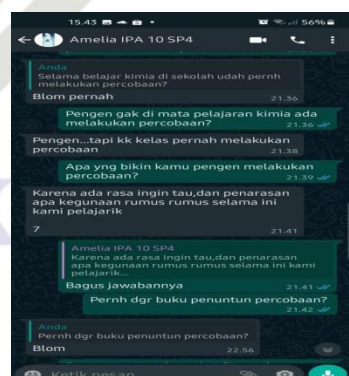 15.43
56%
Amelia IPA 10 SP4
Anda
Selama belajar kimia di sekolah udah pernh
melakukan percobaan?
Blom pernah 21.36
Pengen gak di mata pelajaran kimia ada
melakukan percobaan? 21.36
Pengen...tapi kk kelas pernah melakukan
percobaan 21.38
Apa yng bikin kamu pengen melakukan
percobaan? 21.39
Karena ada rasa ingin tau,dan penarasan
apa kegunaan rumus rumus selama ini
kami pelajarik
7 21.41
Amelia IPA 10 SP4
Karena ada rasa ingin tau,dan penarasan
apa kegunaan rumus rumus selama ini kami
pelajarik...
Bagus jawabannya 21.41
Pernh dgr buku penuntun percobaan?
21.42
Anda
Pernh dgr buku penuntun percobaan?
Blom 22.56
Ketik pesan